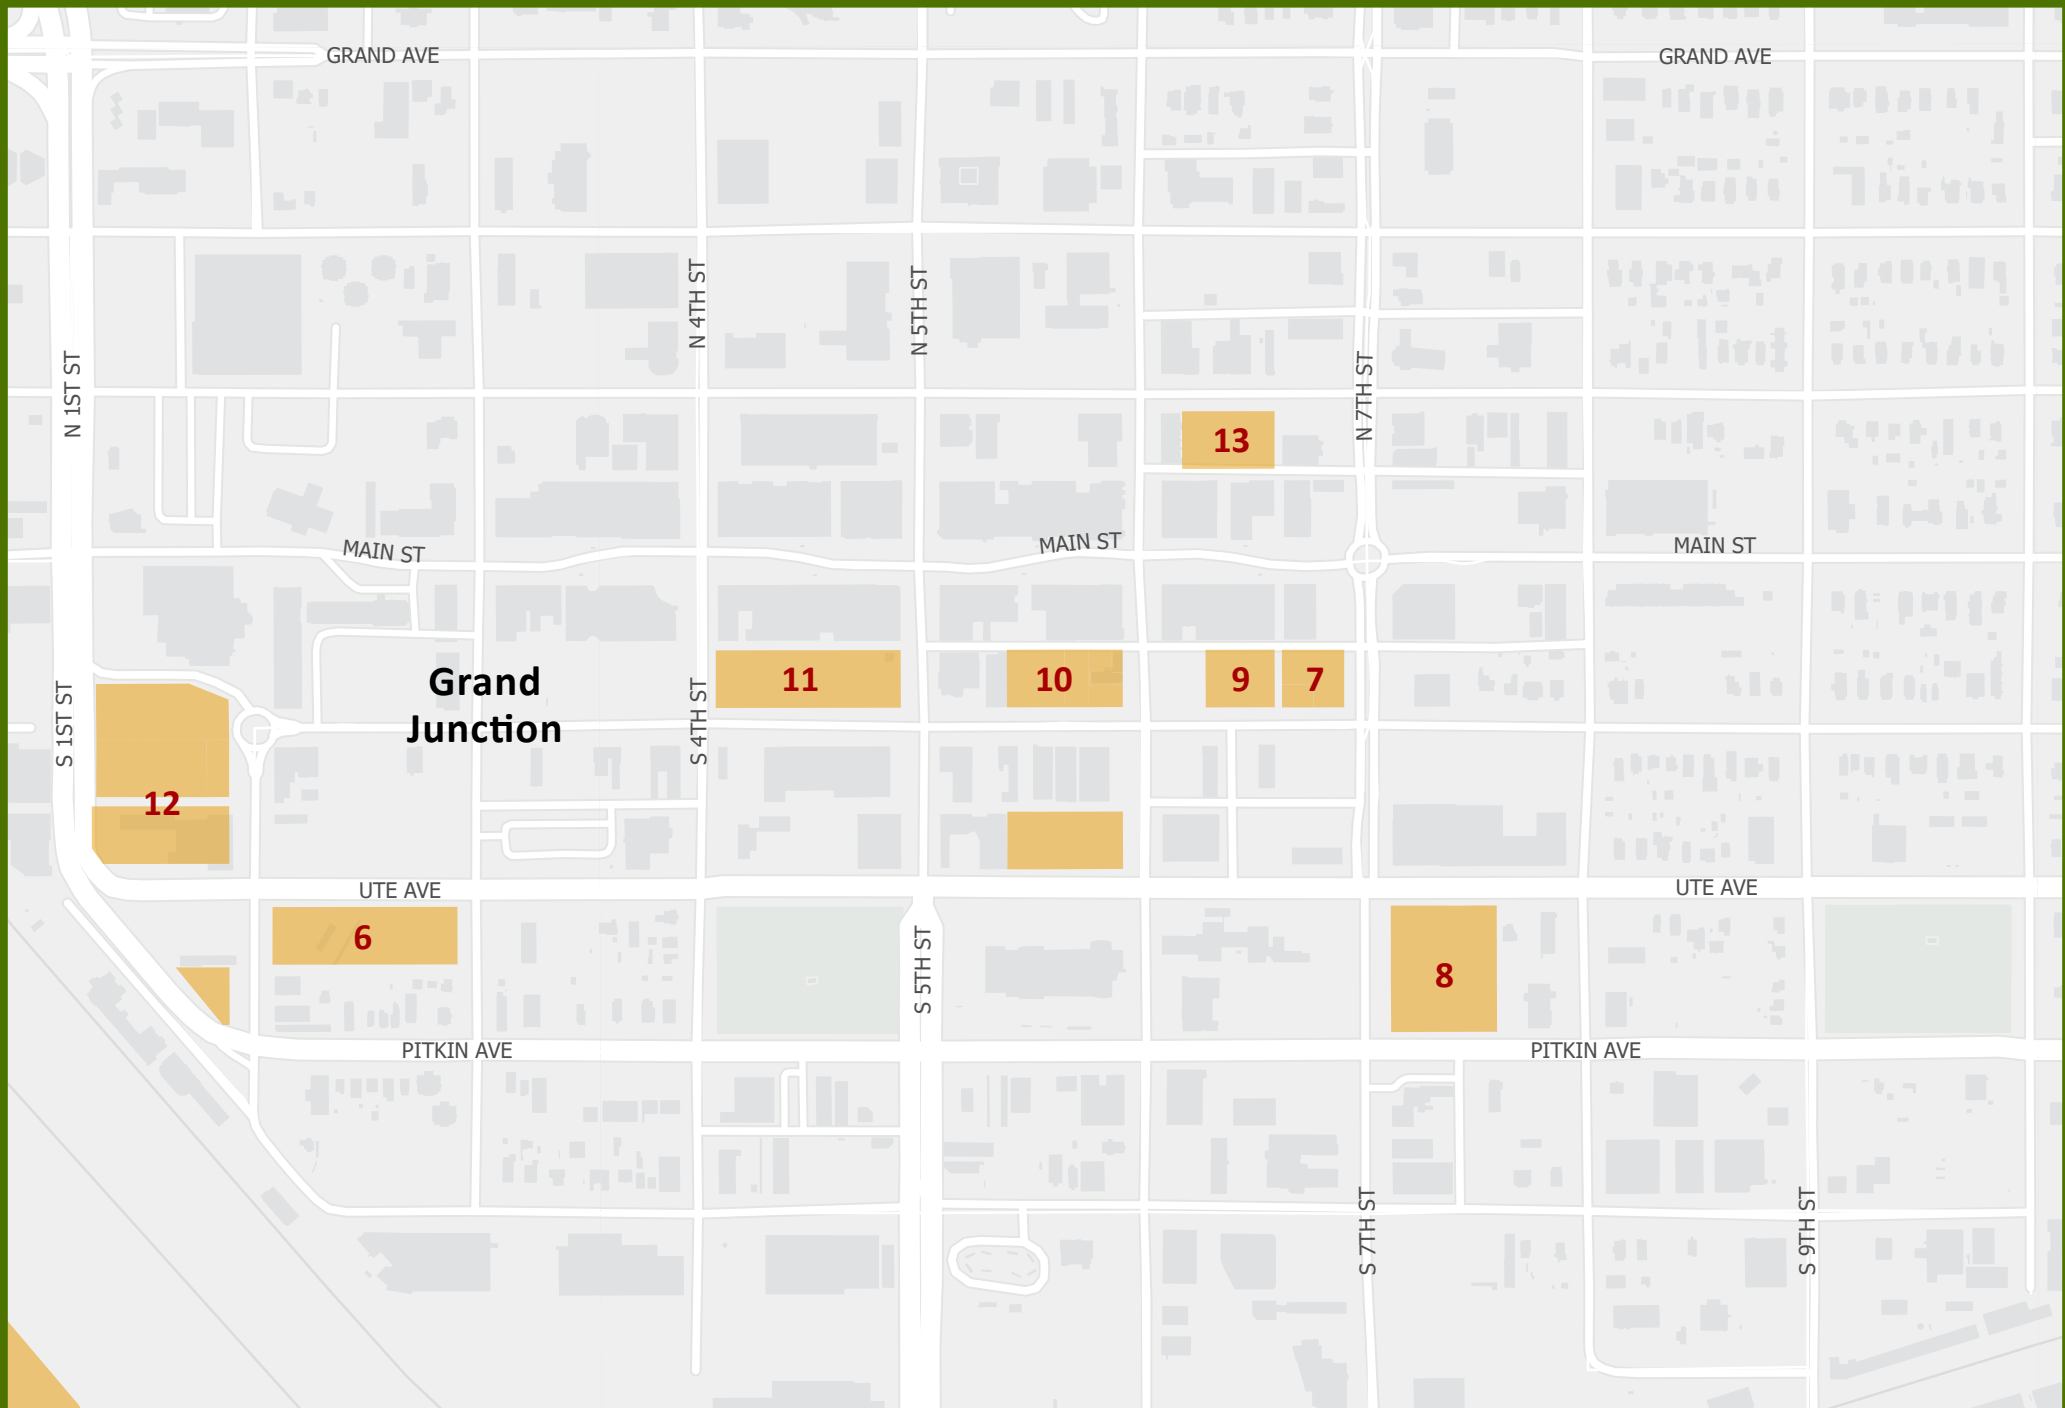 GRAND AVE
GRAND AVE
N 4TH ST
N 5TH ST
N 1ST ST
N 7TH ST
13
MAIN ST
MAIN ST
MAIN ST
Grand
Junction
11
10
9
7
S 1ST ST
S 4TH ST
12
UTE AVE
UTE AVE
6
S 5TH ST
8
PITKIN AVE
PITKIN AVE
S 7TH ST
S 9TH ST